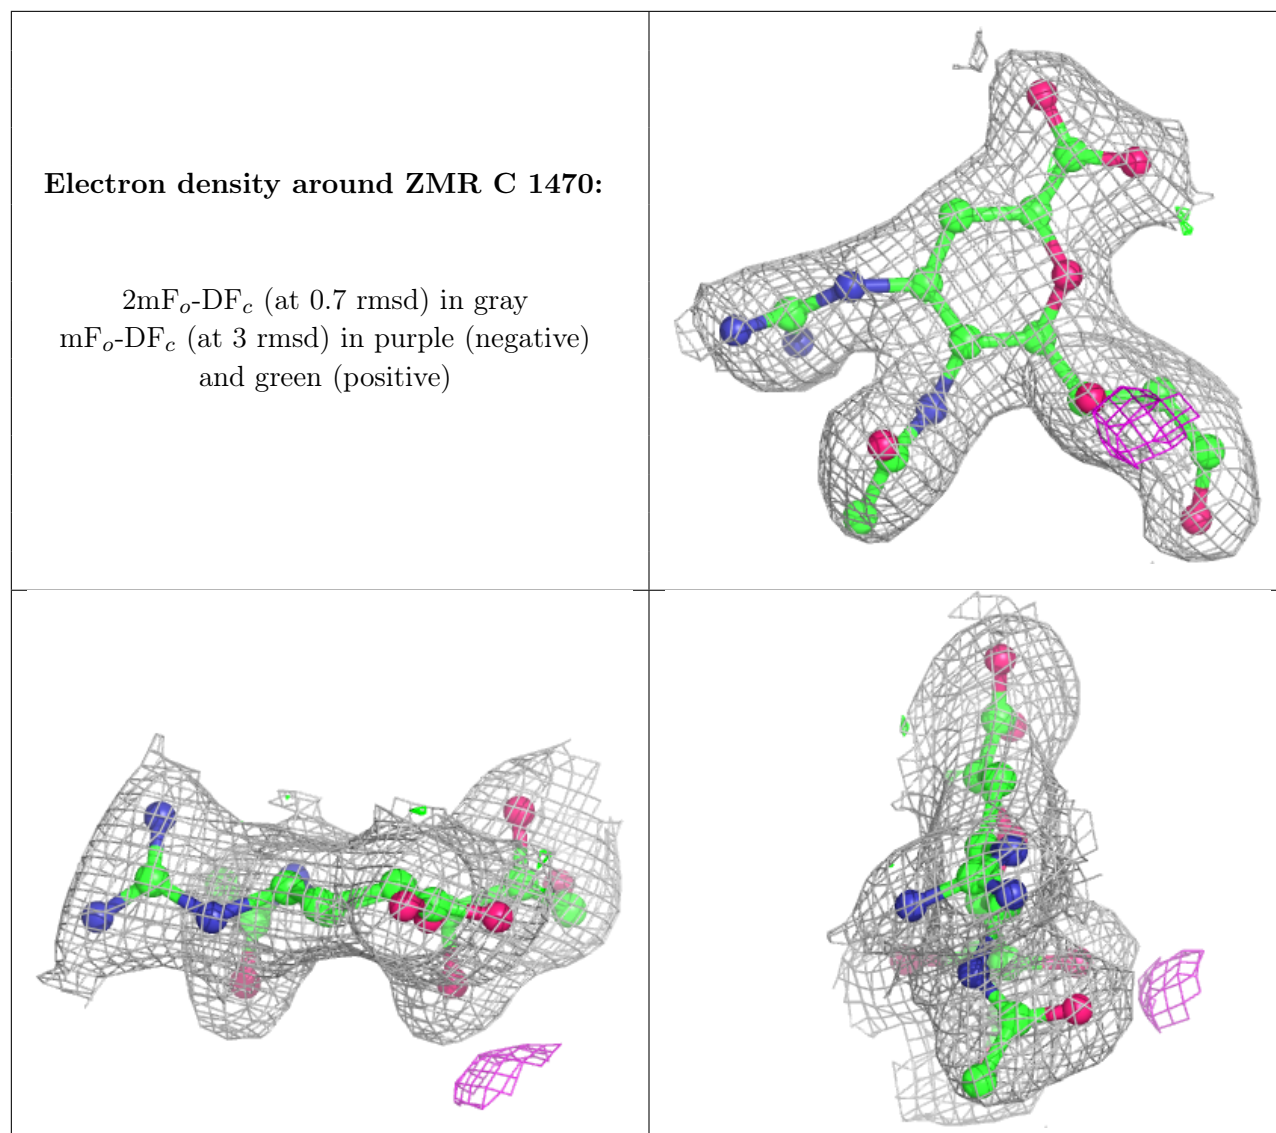 Electron density around ZMR C 1470:
2mFo-DFc (at 0.7 rmsd) in gray
mFo-DFc (at 3 rmsd) in purple (negative)
and green (positive)